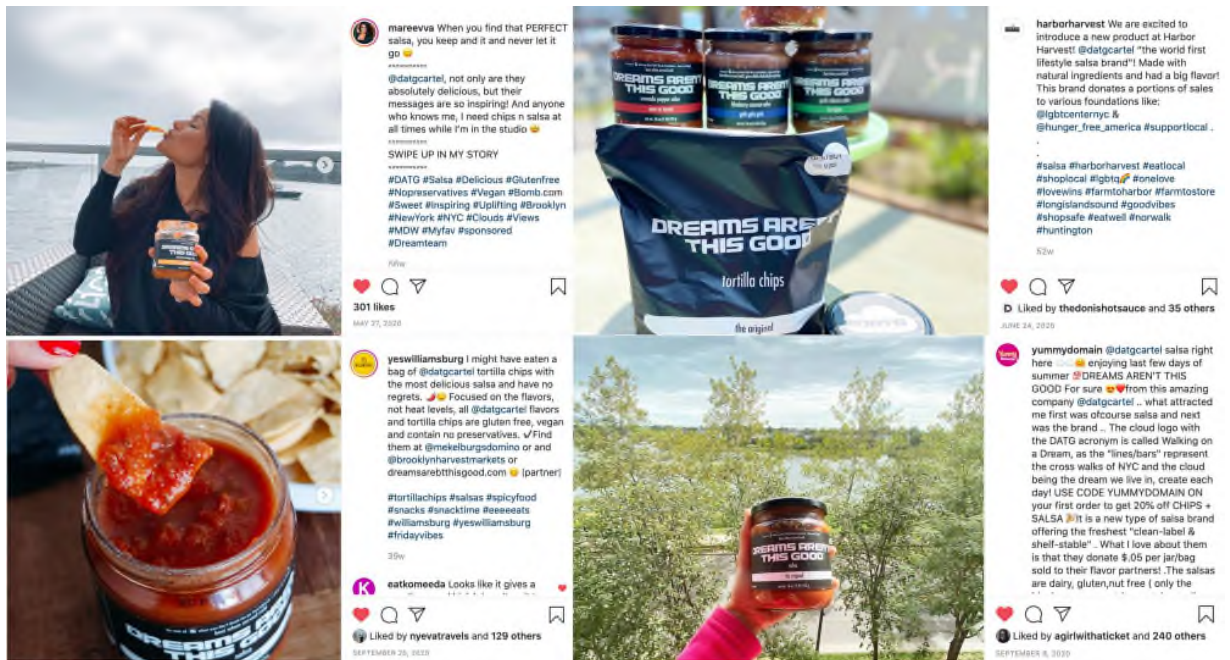 mareevva When you find that PERFECT
salsa, you keep and it and never let it
go
@datgcartel, not only are they
absolutely delicious, but their
messages are so inspiring! And anyone
who knows me, I need chips n salsa at
all times while I'm in the studio
SWIPE UP IN MY STORY
#DATG #Salsa #Delicious #Glutenfree
#Nopreservatives #Vegan #Bomb.com
#Sweet #Inspiring #Uplifting #Brooklyn
#NewYork #NYC #Clouds #Views
#MDW #Myfav #sponsored
#Dreamteam
301 likes
MAY 27, 2020
DREAMS AREN'T
THIS GOOD
DREAMS AREN'T
THIS GOOD
DREAMS AREN'T
THIS GOOD
DREAMS AREN'T
THIS GOOD
DREAMS AREN'T
THIS GOOD
tortilla chips
the original
harborharvest We are excited to
introduce a new product at Harbor
Harvest! @datgcartel "the world first
lifestyle salsa brand"! Made with
natural ingredients and had a big flavor!
This brand donates a portions of sales
to various foundations like;
@lgbtcenternyc &
@hunger_free_america #supportlocal .
.
.
#salsa #harborharvest #eatlocal
#shoplocal #lgbtq🌈 #onelove
#lovewins #farmtoharbor #farmtostore
#longislandsound #goodvibes
#shopsafe #eatwell #norwalk
#huntington
52w
Liked by thedonishotsauce and 35 others
JUNE 24, 2020
yeswilliamsburg I might have eaten a
bag of @datgcartel tortilla chips with
the most delicious salsa and have no
regrets. 🌶️😋 Focused on the flavors,
not heat levels, all @datgcartel flavors
and tortilla chips are gluten free, vegan
and contain no preservatives. ✓Find
them at @mekelburgsdomino or and
@brooklynharvestmarkets or
dreamsarebtthisgood.com 😋 |partner|
#tortillachips #salsas #spicyfood
#snacks #snacktime #eeeeeats
#williamsburg #yeswilliamsburg
#fridayvibes
39w
eatkomeeda Looks like it gives a
Liked by nyevatravels and 129 others
SEPTEMBER 25, 2020
DREAMS AREN'T
THIS GOOD
DREAMS AREN'T
THIS GOOD
salsa
yummydomain @datgcartel salsa right
here enjoying last few days of
summer 💯DREAMS AREN'T THIS
GOOD For sure 😍❤️from this amazing
company @datgcartel .. what attracted
me first was ofcourse salsa and next
was the brand .. The cloud logo with
the DATG acronym is called Walking on
a Dream, as the "lines/bars" represent
the cross walks of NYC and the cloud
being the dream we live in, create each
day! USE CODE YUMMYDOMAIN ON
your first order to get 20% off CHIPS +
SALSA 🎉It is a new type of salsa brand
offering the freshest "clean-label &
shelf-stable" .. What I love about them
is that they donate $.05 per jar/bag
sold to their flavor partners! .The salsas
are dairy, gluten,nut free ( only the
Liked by agirlwithaticket and 240 others
SEPTEMBER 8, 2020